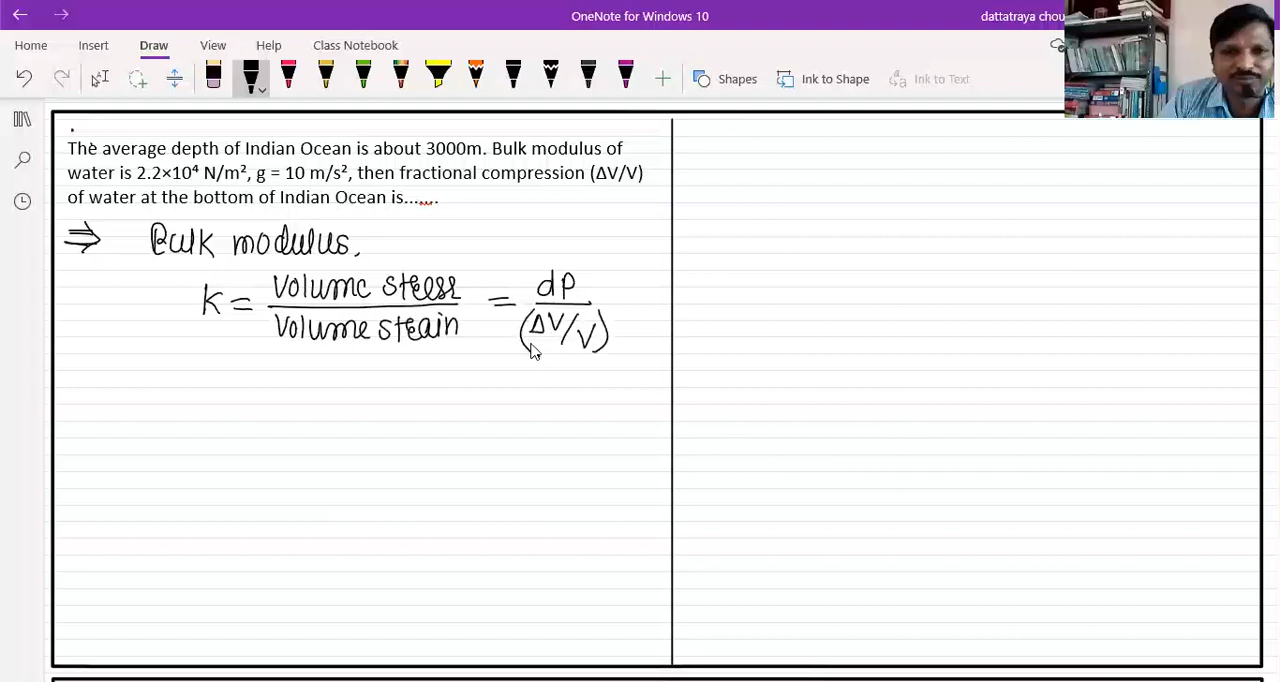 OneNote for Windows 10
dattatraya chou
Home Insert Draw View Help Class Notebook
Shapes Ink to Shape Ink to Text
The average depth of Indian Ocean is about 3000m. Bulk modulus of
water is 2.2×10⁴ N/m², g = 10 m/s², then fractional compression (ΔV/V)
of water at the bottom of Indian Ocean is.......
⇒ Bulk modulus,
K = Volume stress / Volume strain = dP / (ΔV/V)